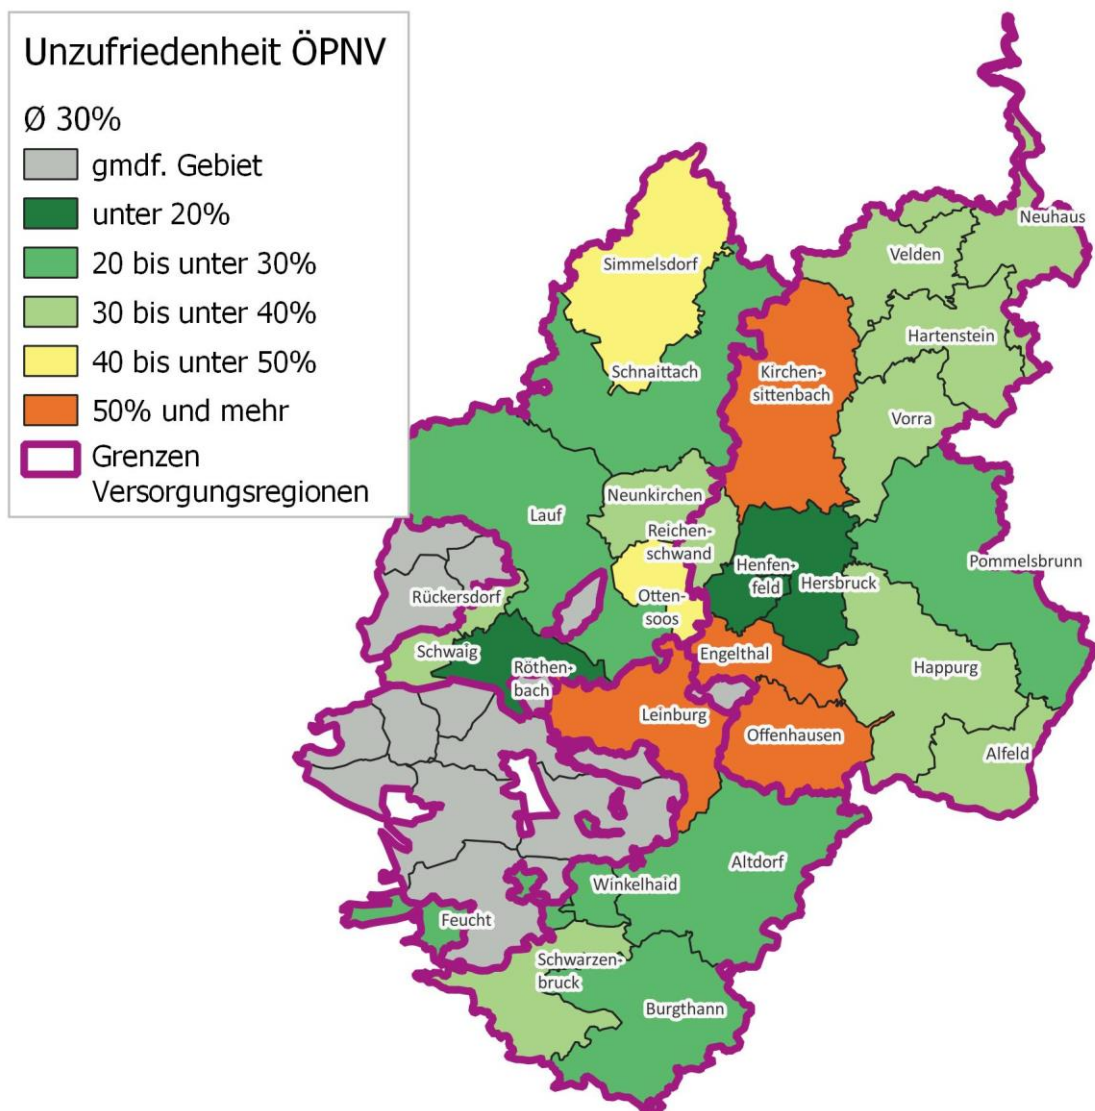 Unzufriedenheit ÖPNV
Ø 30%
gmdf. Gebiet
unter 20%
20 bis unter 30%
30 bis unter 40%
40 bis unter 50%
50% und mehr
Grenzen
Versorgungsregionen
Neuhaus
Velden
Simmelsdorf
Hartenstein
Schnaittach
Kirchen-
sittenbach
Vorra
Neunkirchen
Lauf
Reichen-
schwand
Pommelsbrunn
Henfen-
feld
Hersbruck
Rückersdorf
Otten-
soos
Schwaig
Engelthal
Röthen-
bach
Happurg
Leinburg
Offenhausen
Alfeld
Altdorf
Winkelhaid
Feucht
Schwarzen-
bruck
Burgthann